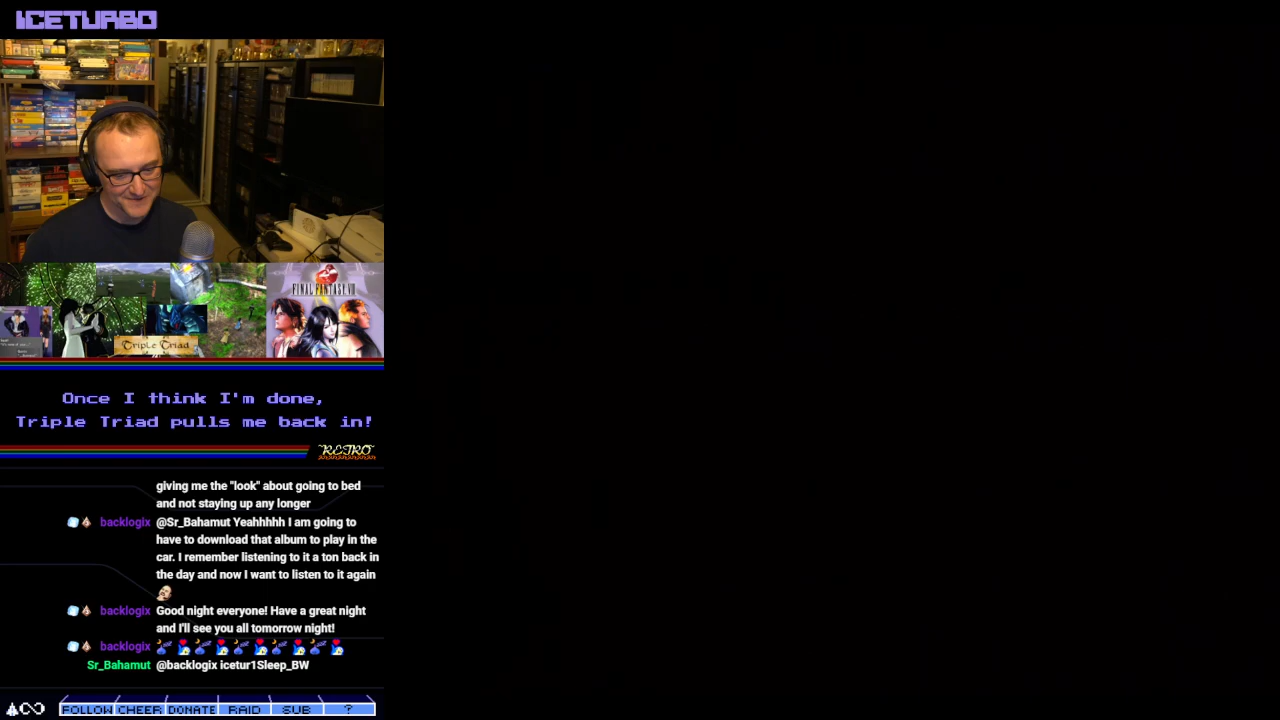 ICETURBO
FINAL FANTASY VIII
Triple Triad
Once I think I'm done,
Triple Triad pulls me back in!
RETRO
giving me the "look" about going to bed
and not staying up any longer
backlogix @Sr_Bahamut Yeahhhhh I am going to
have to download that album to play in the
car. I remember listening to it a ton back in
the day and now I want to listen to it again
backlogix Good night everyone! Have a great night
and I'll see you all tomorrow night!
backlogix
Sr_Bahamut @backlogix icetur1Sleep_BW
FOLLOW CHEER DONATE RAID SUB ?